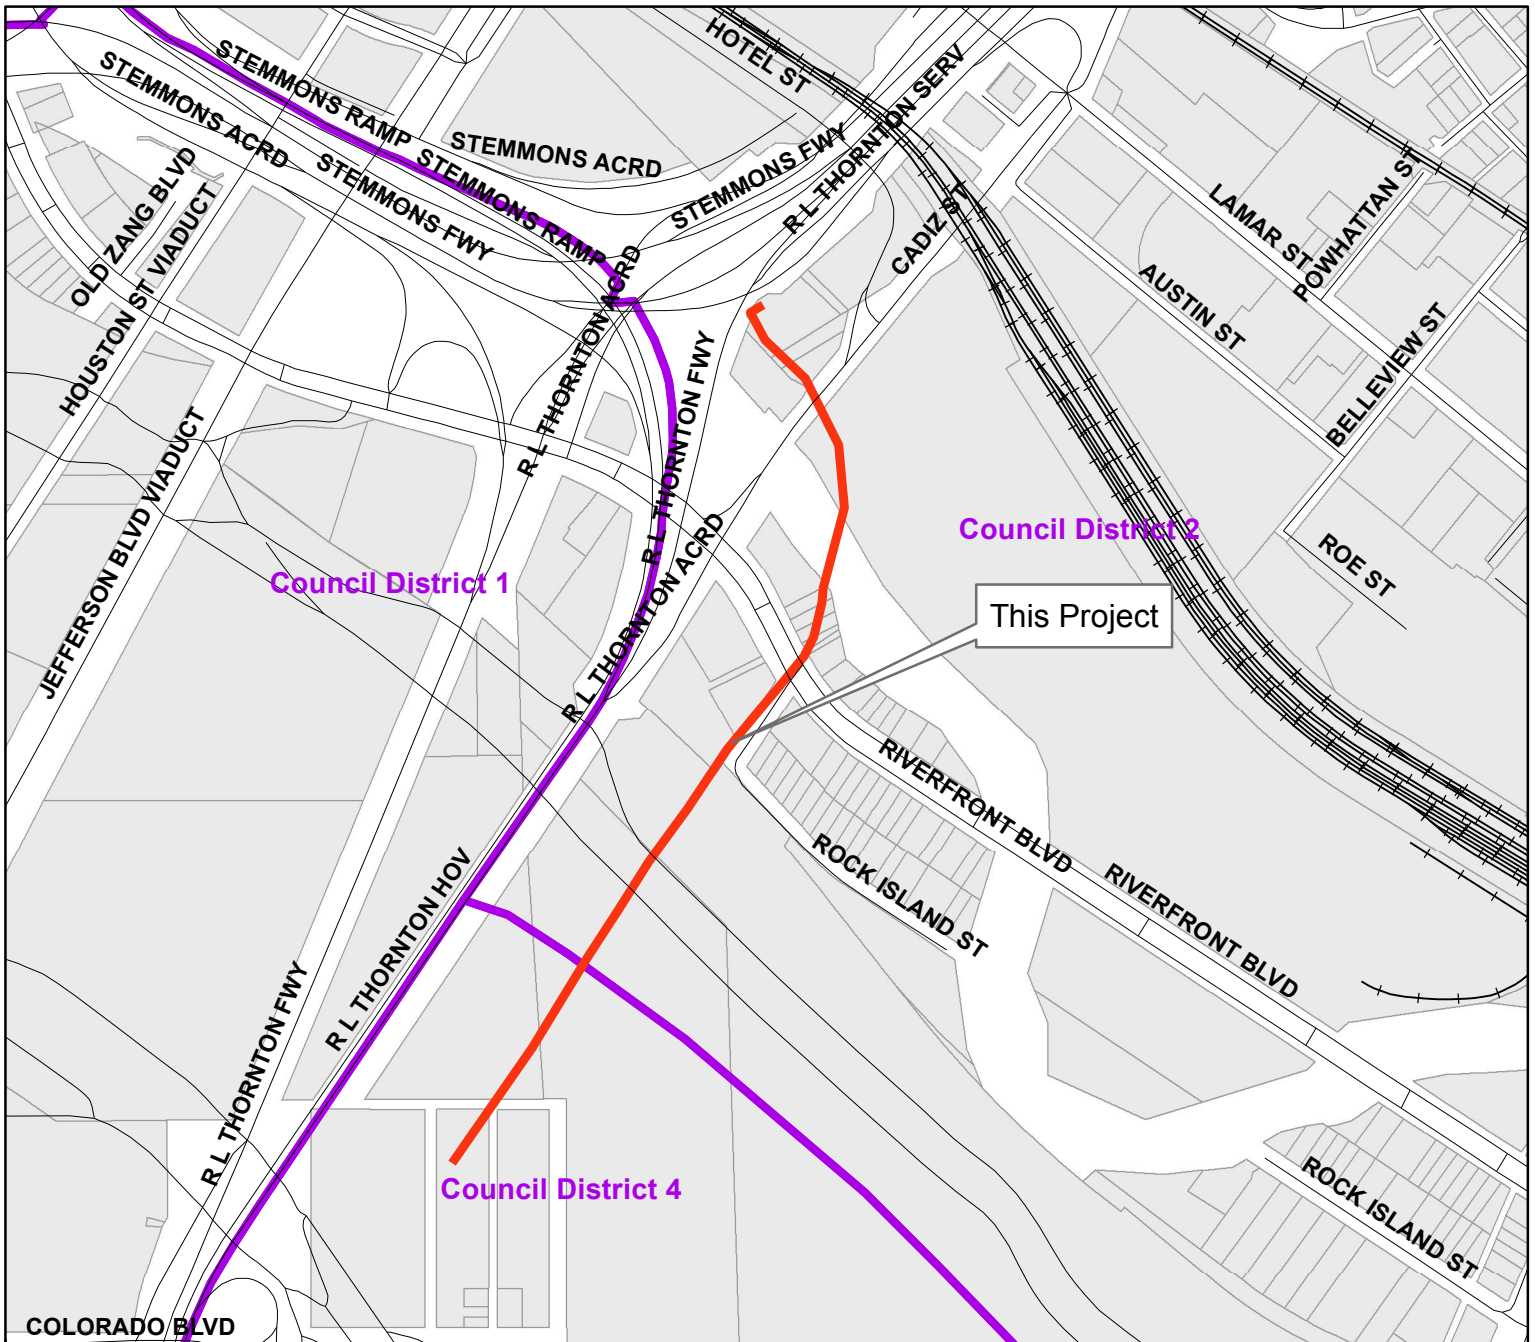 HOTEL ST
STEMMONS RAMP
STEMMONS ACRD
STEMMONS ACRD
STEMMONS RAMP
STEMMONS FWY
STEMMONS FWY
R L THORNTON SERV
CADIZ ST
LAMAR ST
POWHATTAN ST
AUSTIN ST
BELLEVIEW ST
OLD ZANG BLVD
HOUSTON ST VIADUCT
R L THORNTON ACRD
R L THORNTON FWY
JEFFERSON BLVD VIADUCT
Council District 1
Council District 2
ROE ST
R L THORNTON ACRD
This Project
RIVERFRONT BLVD
RIVERFRONT BLVD
ROCK ISLAND ST
R L THORNTON HOV
R L THORNTON FWY
Council District 4
ROCK ISLAND ST
COLORADO BLVD